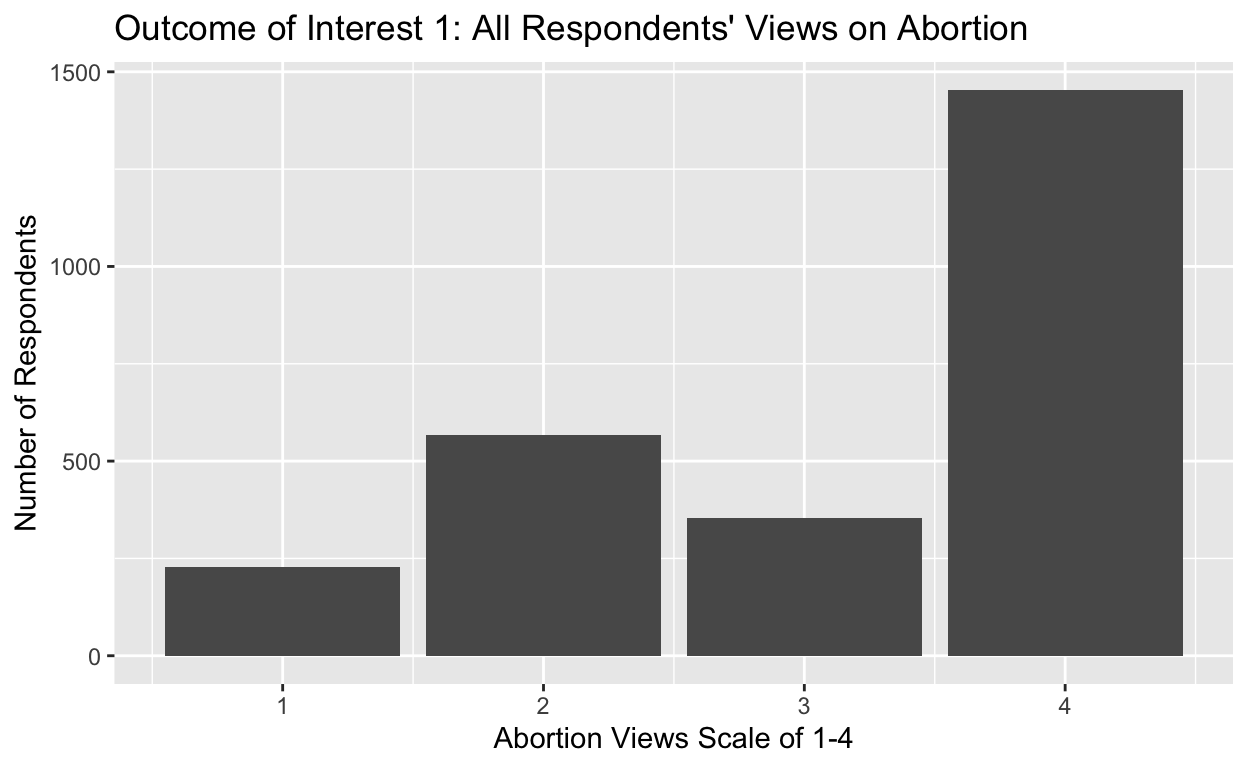 Outcome of Interest 1: All Respondents' Views on Abortion
1500
1000
500
0
Number of Respondents
1
2
3
4
Abortion Views Scale of 1-4